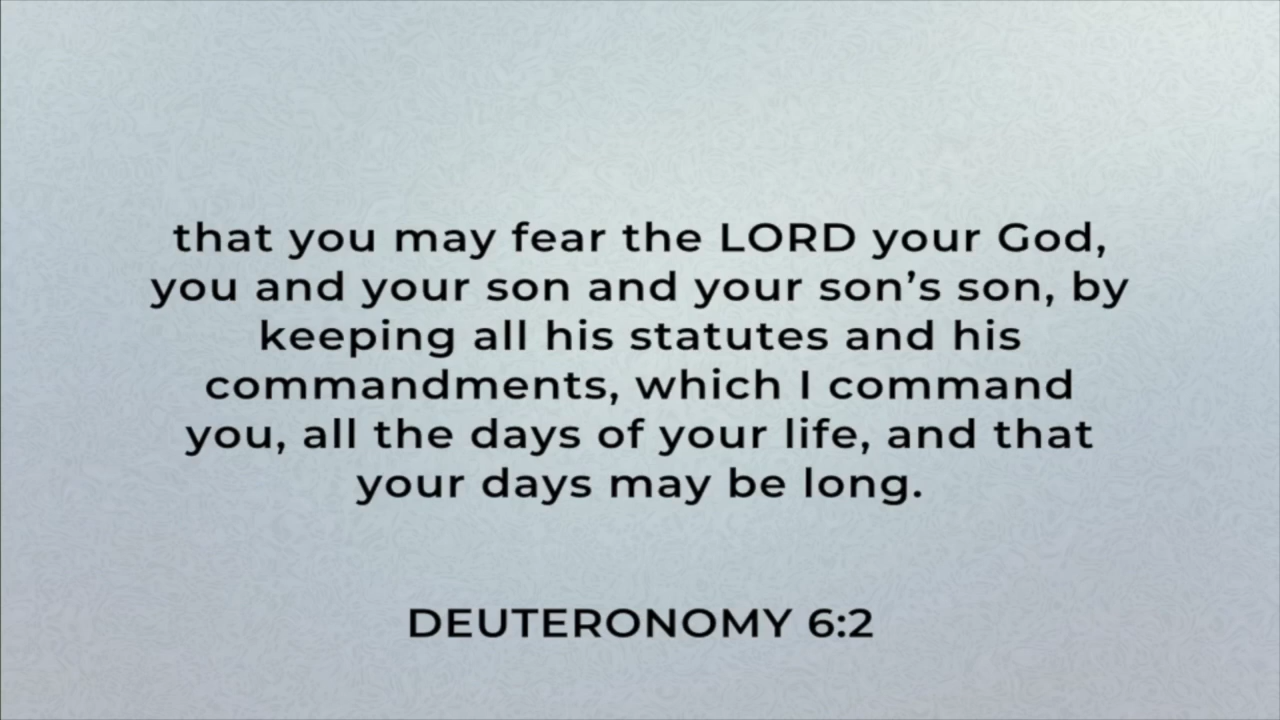 that you may fear the LORD your God,
you and your son and your son’s son, by
keeping all his statutes and his
commandments, which I command
you, all the days of your life, and that
your days may be long.
DEUTERONOMY 6:2